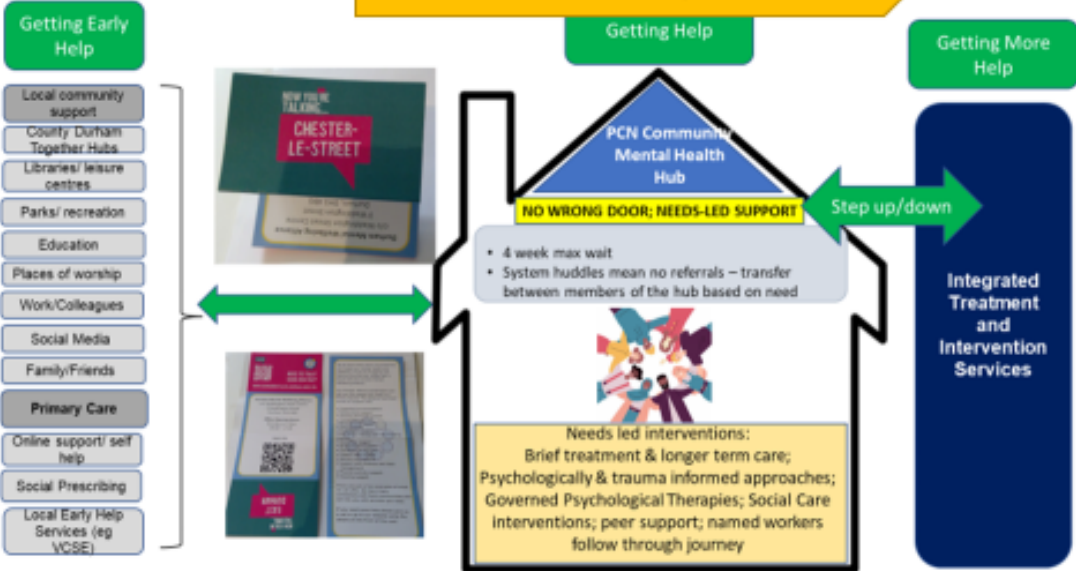 Getting Early
Help
Local community
support
County Durham
Together Hubs
Libraries/ leisure
centres
Parks/ recreation
Education
Places of worship
Work/Colleagues
Social Media
Family/Friends
Primary Care
Online support/ self
help
Social Prescribing
Local Early Help
Services (eg
VCSE)
NOW YOU'RE
TALKING...
CHESTER-
LE-STREET
Getting Help
PCN Community
Mental Health
Hub
NO WRONG DOOR; NEEDS-LED SUPPORT
• 4 week max wait
• System huddles mean no referrals – transfer
between members of the hub based on need
Needs led interventions:
Brief treatment & longer term care;
Psychologically & trauma informed approaches;
Governed Psychological Therapies; Social Care
interventions; peer support; named workers
follow through journey
Step up/down
Getting More
Help
Integrated
Treatment
and
Intervention
Services